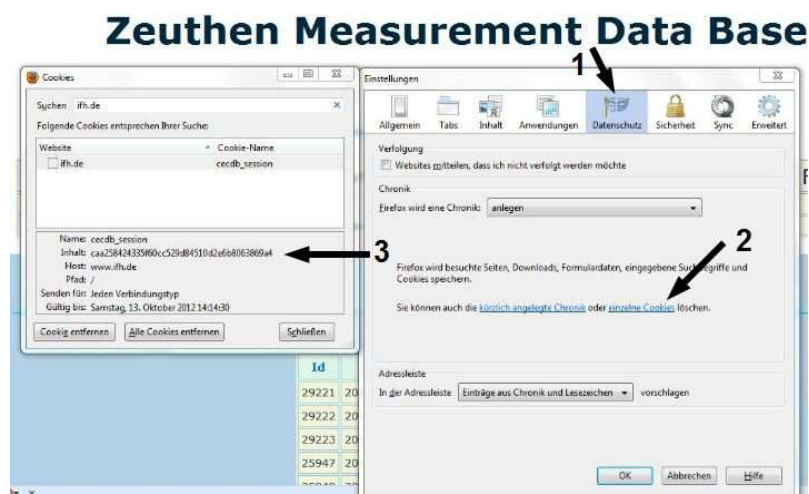 Zeuthen Measurement Data Base
1
Cookies
Suchen ifh.de
Folgende Cookies entsprechen Ihrer Suche:
Website Cookie-Name
ifh.de cecdb_session
Name: cecdb_session
Host: www.ifh.de
Pfad: /
Senden für: Jeden Verbindungstyp
Gültig bis: Samstag, 13. Oktober 2012 14:14:30
Cookie entfernen Alle Cookies entfernen Schließen
3
Einstellungen
Allgemein Tabs Inhalt Anwendungen Datenschutz Sicherheit Sync Erweitert
Verfolgung
Websites mitteilen, dass ich nicht verfolgt werden möchte
Chronik
Firefox wird eine Chronik: anlegen
2
Firefox wird besuchte Seiten, Downloads, Formulardaten, eingegebene Suchbegriffe und
Cookies speichern.
Sie können auch die kürzlich angelegte Chronik oder einzelne Cookies löschen.
Adressleiste
In der Adressleiste Einträge aus Chronik und Lesezeichen vorschlagen
OK Abbrechen Hilfe
Id
29221 20
29222 20
29223 20
25947 20